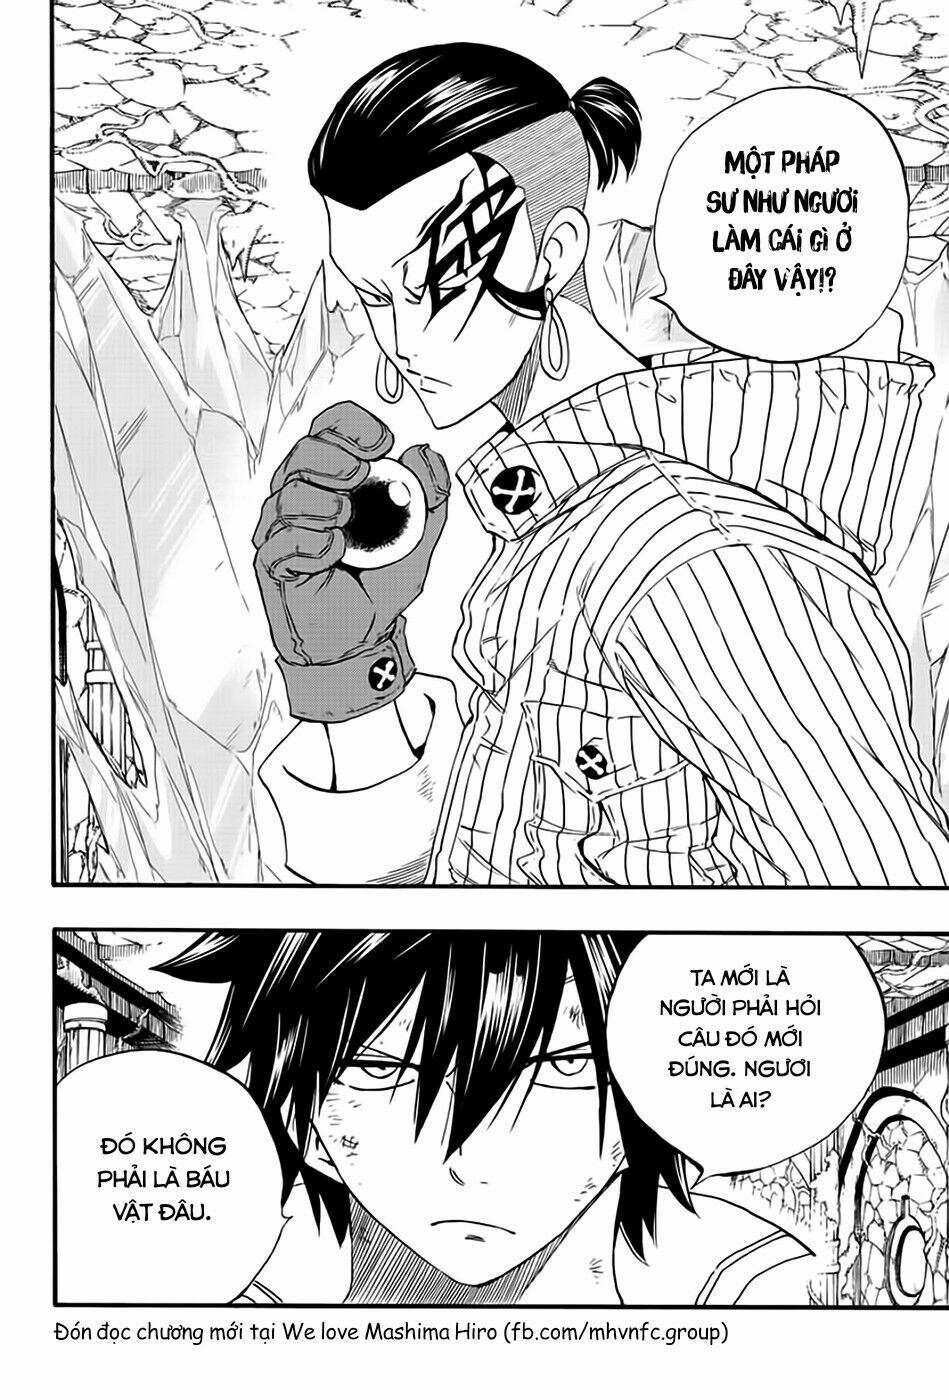 MỘT PHÁP
SƯ NHƯ NGƯƠI
LÀM CÁI GÌ Ở
ĐÂY VẬY!?
TA MỚI LÀ
NGƯỜI PHẢI HỎI
CÂU ĐÓ MỚI
ĐÚNG. NGƯƠI
LÀ AI?
ĐÓ KHÔNG
PHẢI LÀ BÁU
VẬT ĐÂU.
Đón đọc chương mới tại We love Mashima Hiro (fb.com/mhvnfc.group)